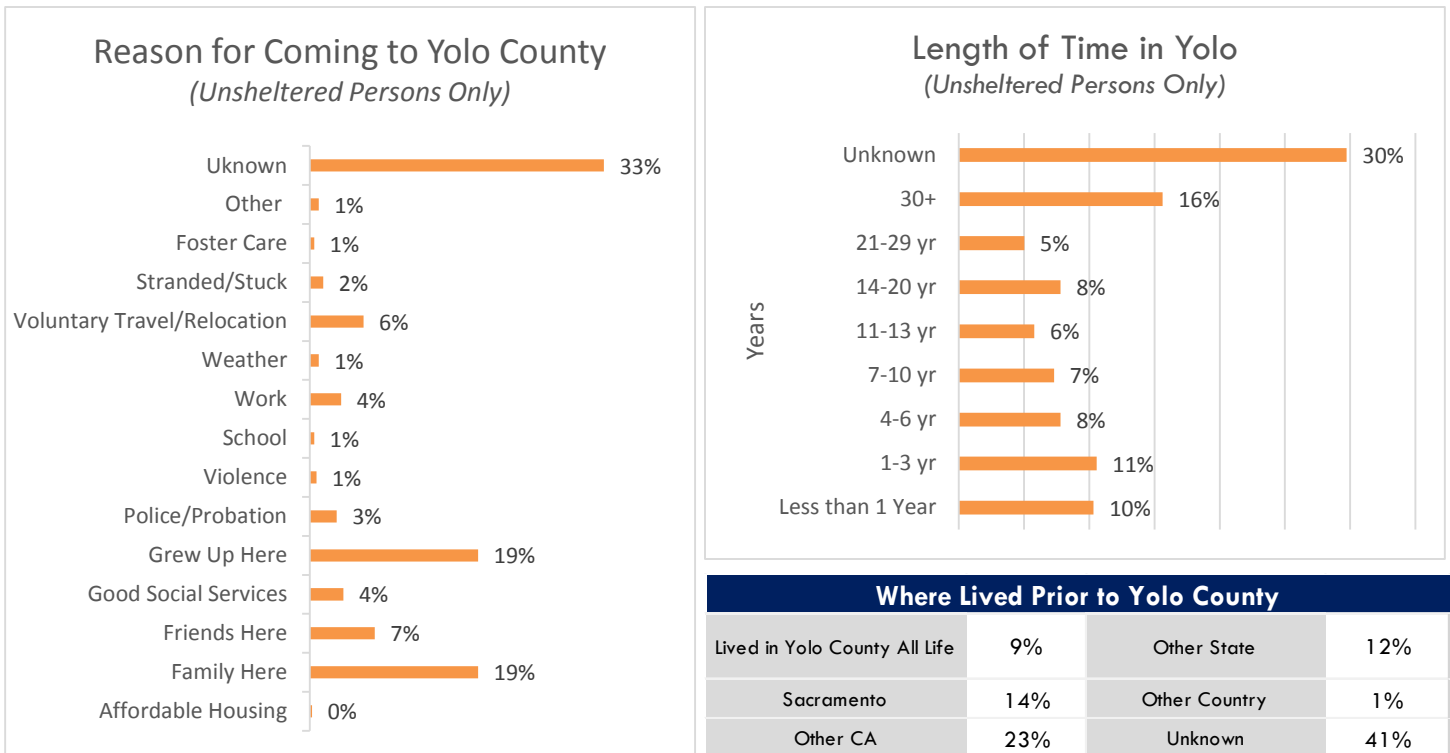 Reason for Coming to Yolo County
(Unsheltered Persons Only)
Uknown 33%
Other 1%
Foster Care 1%
Stranded/Stuck 2%
Voluntary Travel/Relocation 6%
Weather 1%
Work 4%
School 1%
Violence 1%
Police/Probation 3%
Grew Up Here 19%
Good Social Services 4%
Friends Here 7%
Family Here 19%
Affordable Housing 0%
Length of Time in Yolo
(Unsheltered Persons Only)
Years
Unknown 30%
30+ 16%
21-29 yr 5%
14-20 yr 8%
11-13 yr 6%
7-10 yr 7%
4-6 yr 8%
1-3 yr 11%
Less than 1 Year 10%
Where Lived Prior to Yolo County
Lived in Yolo County All Life 9% Other State 12%
Sacramento 14% Other Country 1%
Other CA 23% Unknown 41%